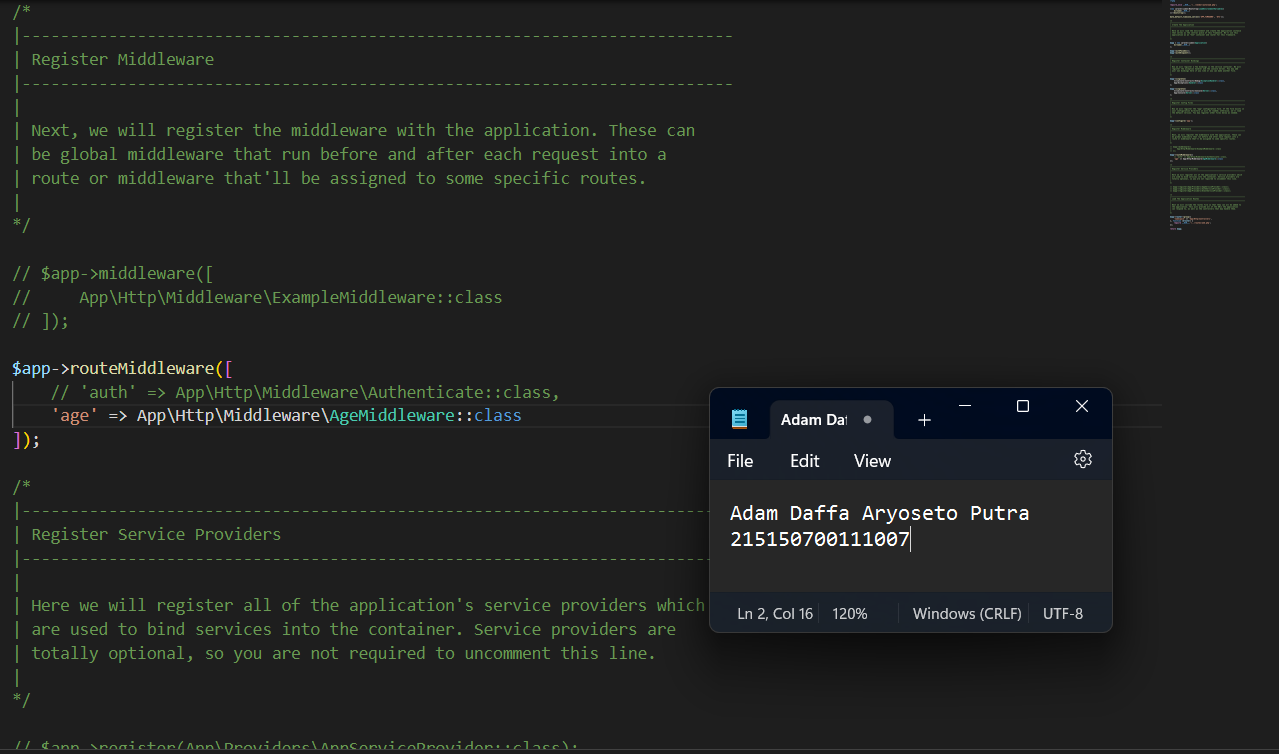 /*
|--------------------------------------------------------------------------
| Register Middleware
|--------------------------------------------------------------------------
|
| Next, we will register the middleware with the application. These can
| be global middleware that run before and after each request into a
| route or middleware that'll be assigned to some specific routes.
|
*/
// $app->middleware([
//     App\Http\Middleware\ExampleMiddleware::class
// ]);
$app->routeMiddleware([
    // 'auth' => App\Http\Middleware\Authenticate::class,
    'age' => App\Http\Middleware\AgeMiddleware::class
]);
/*
|--------------------------------------------------------------------------
| Register Service Providers
|--------------------------------------------------------------------------
|
| Here we will register all of the application's service providers which
| are used to bind services into the container. Service providers are
| totally optional, so you are not required to uncomment this line.
|
*/
// $app->register(App\Providers\AppServiceProvider::class);
Adam Da
File Edit View
Adam Daffa Aryoseto Putra
215150700111007
Ln 2, Col 16 120% Windows (CRLF) UTF-8